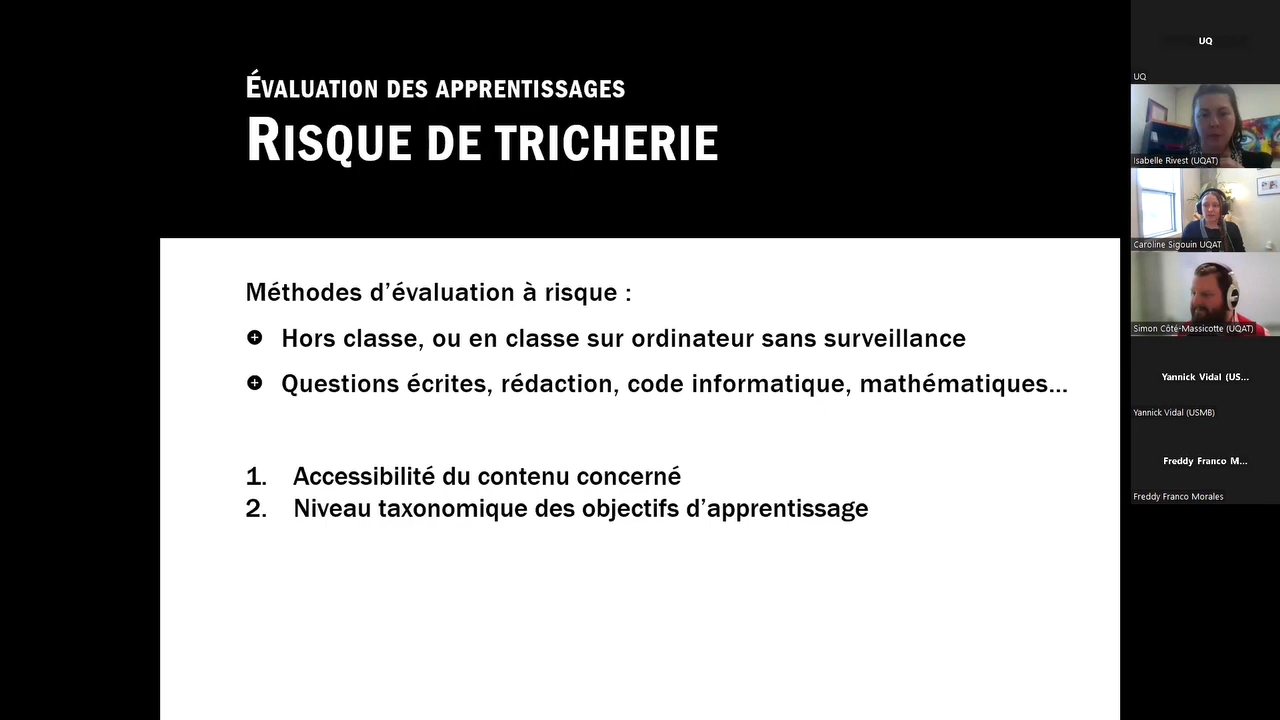 ÉVALUATION DES APPRENTISSAGES
RISQUE DE TRICHERIE
Méthodes d’évaluation à risque :
Hors classe, ou en classe sur ordinateur sans surveillance
Questions écrites, rédaction, code informatique, mathématiques...
1. Accessibilité du contenu concerné
2. Niveau taxonomique des objectifs d’apprentissage
UQ
UQ
Isabelle Rivest (UQAT)
Caroline Sigouin UQAT
Simon Côté-Massicotte (UQAT)
Yannick Vidal (US...
Yannick Vidal (USMB)
Freddy Franco M...
Freddy Franco Morales